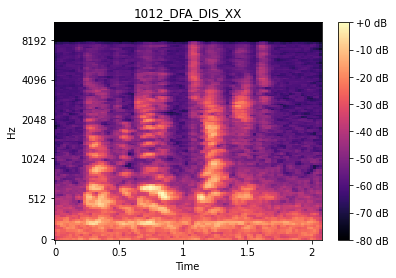 1012_DFA_DIS_XX
+0 dB
8192
-10 dB
4096
-20 dB
-30 dB
2048
Hz
-40 dB
1024
-50 dB
512
-60 dB
-70 dB
0
-80 dB
0 0.5 1 1.5 2
Time